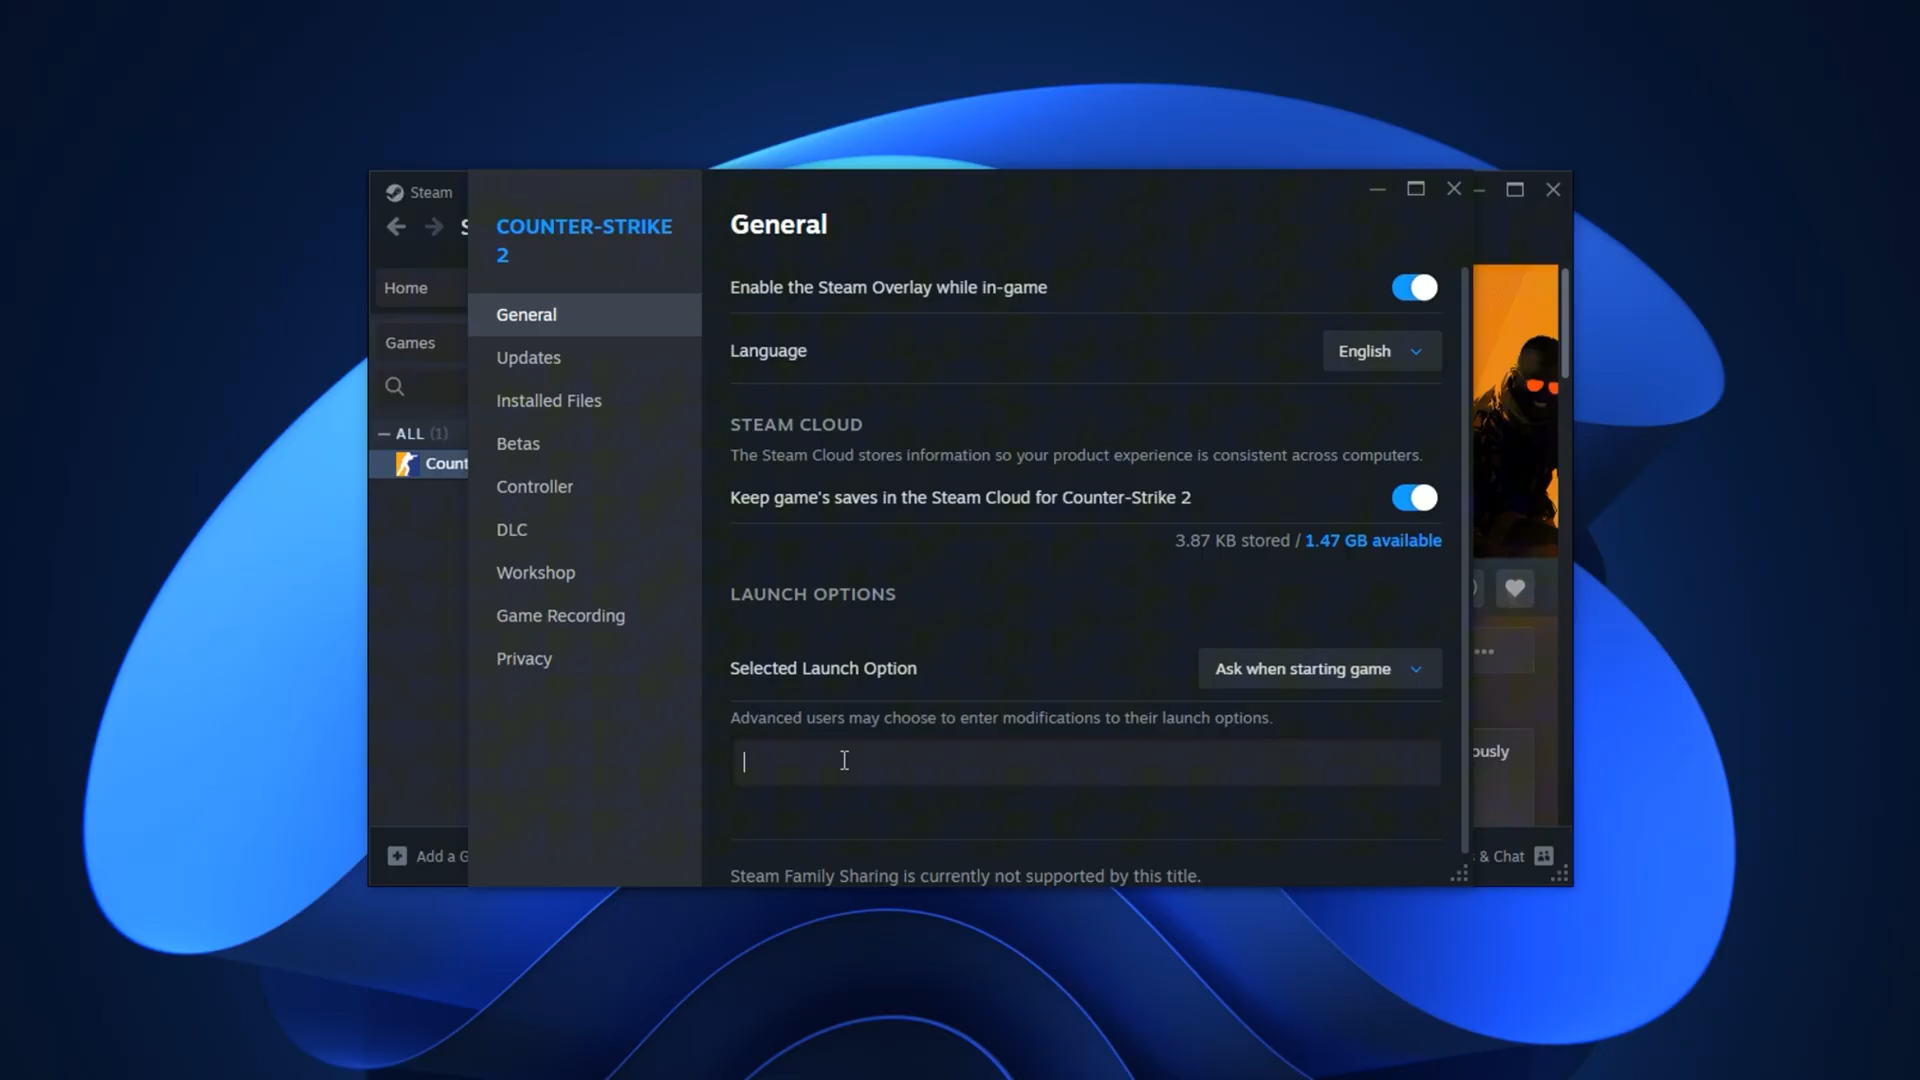 Steam
S
Home
Games
— ALL (1)
Count
Add a G
COUNTER-STRIKE
2
General
Updates
Installed Files
Betas
Controller
DLC
Workshop
Game Recording
Privacy
General
Enable the Steam Overlay while in-game
Language
English
STEAM CLOUD
The Steam Cloud stores information so your product experience is consistent across computers.
Keep game's saves in the Steam Cloud for Counter-Strike 2
3.87 KB stored / 1.47 GB available
LAUNCH OPTIONS
Selected Launch Option
Ask when starting game
Advanced users may choose to enter modifications to their launch options.
Steam Family Sharing is currently not supported by this title.
ously
& Chat